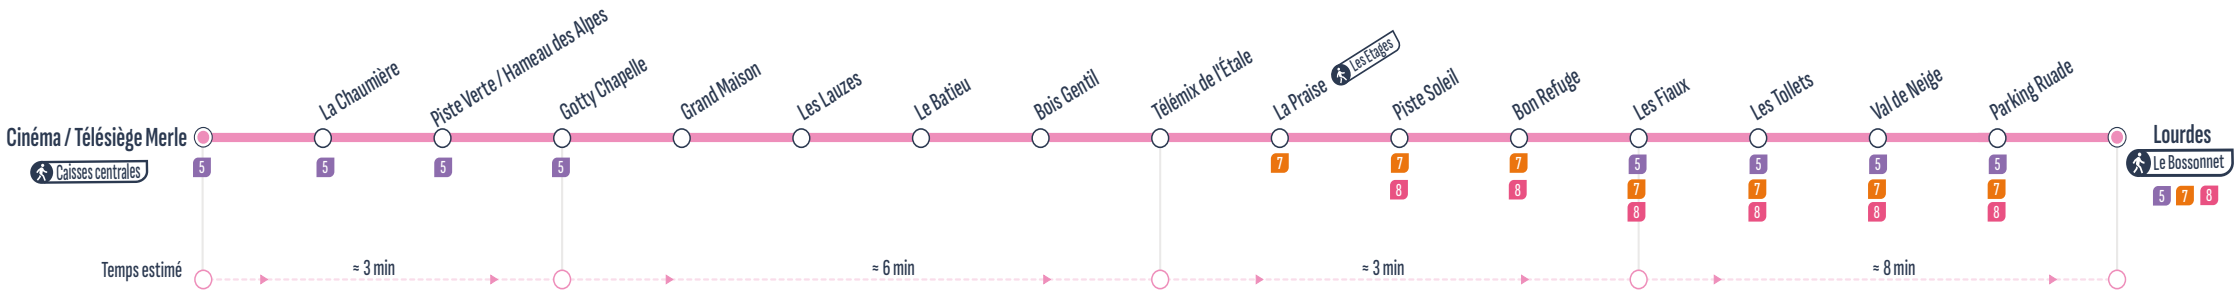 La Chaumière
Piste Verte / Hameau des Alpes
Gotty Chapelle
Grand Maison
Les Lauzes
Le Batieu
Bois Gentil
Télémix de l'Étale
La Praise
Les Etages
Piste Soleil
Bon Refuge
Les Fiaux
Les Tollets
Val de Neige
Parking Ruade
Cinéma / Télésiège Merle
Caisses centrales
Lourdes
Le Bossonnet
5 7 8
5
5
5
5
7
7
8
7
8
5
7
8
5
7
8
5
7
8
5
7
8
Temps estimé
≈ 3 min
≈ 6 min
≈ 3 min
≈ 8 min